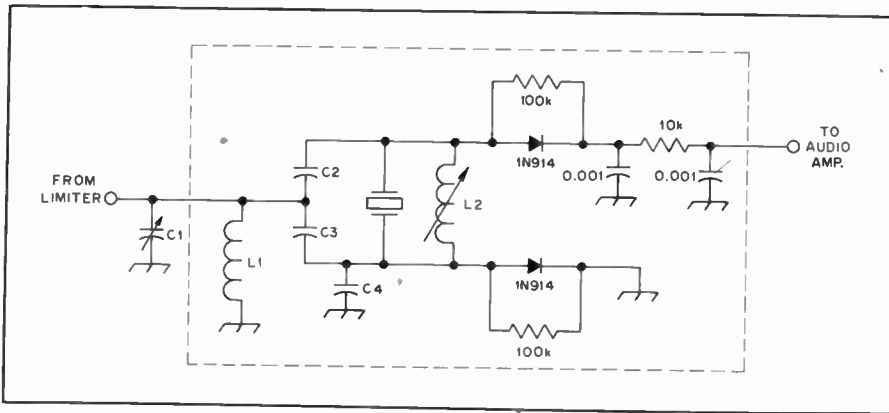 100k
10k
1N914
TO
AUDIO
AMP.
0.001
0.001
C2
FROM
LIMITER
L2
C3
C1
L1
C4
1N914
100k